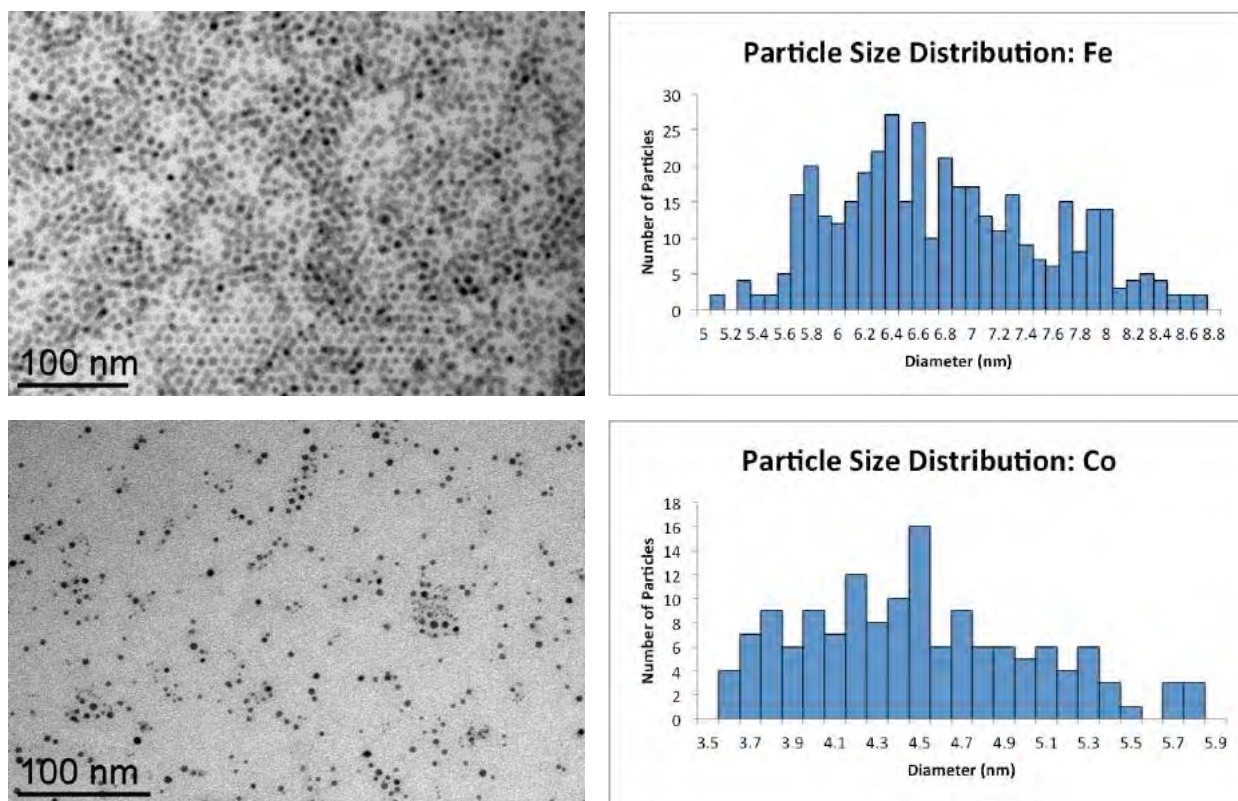 100 nm
Particle Size Distribution: Fe
Number of Particles
30
25
20
15
10
5
0
5 5.2 5.4 5.6 5.8 6 6.2 6.4 6.6 6.8 7 7.2 7.4 7.6 7.8 8 8.2 8.4 8.6 8.8
Diameter (nm)
100 nm
Particle Size Distribution: Co
Number of Particles
18
16
14
12
10
8
6
4
2
0
3.5 3.7 3.9 4.1 4.3 4.5 4.7 4.9 5.1 5.3 5.5 5.7 5.9
Diameter (nm)